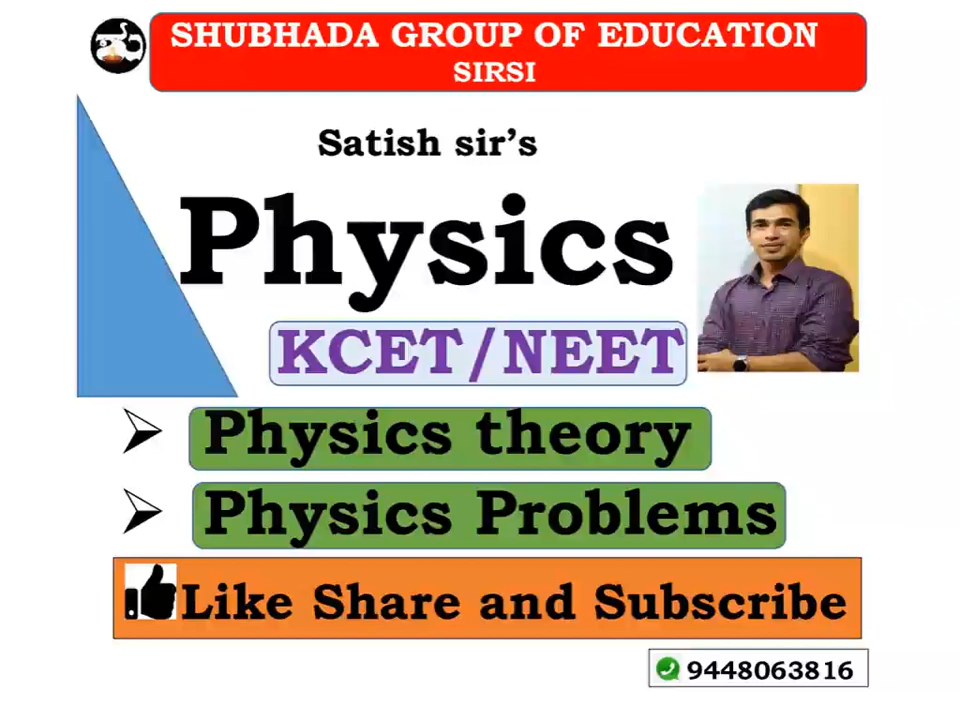 SHUBHADA GROUP OF EDUCATION
SIRSI
Satish sir’s
Physics
KCET/NEET
Physics theory
Physics Problems
Like Share and Subscribe
9448063816